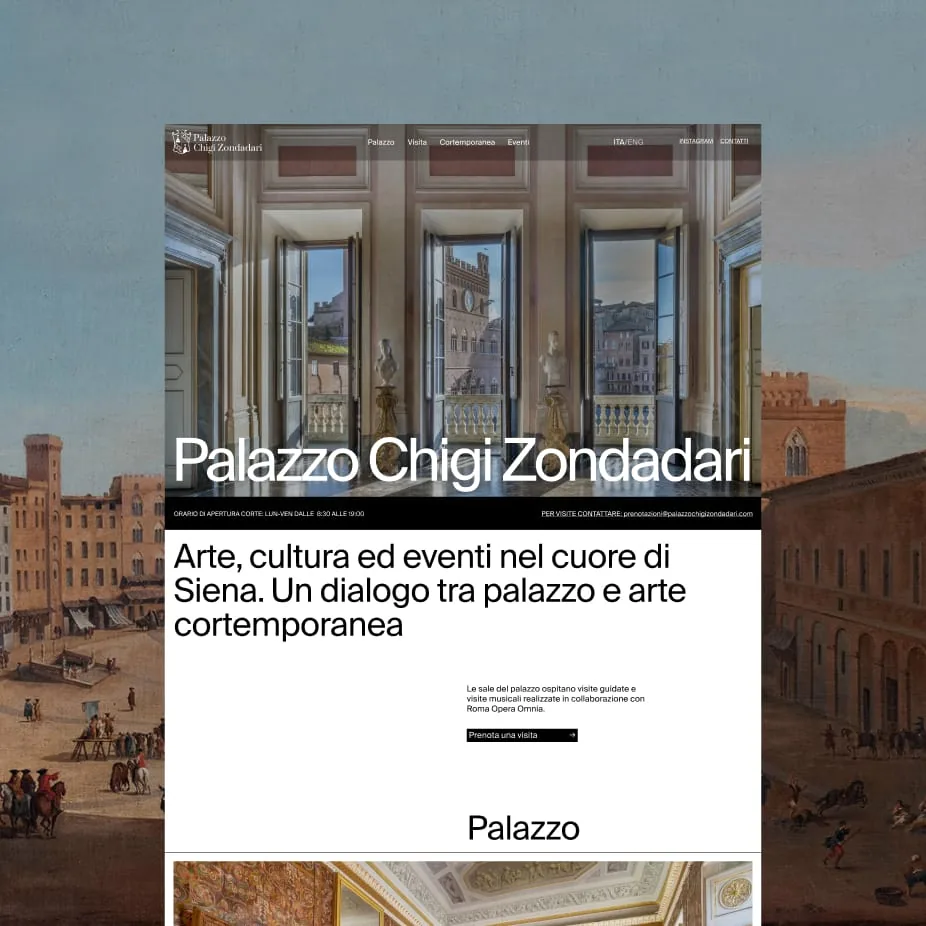 Palazzo
Chigi Zondadari
Palazzo Visita Cortemporanea Eventi ITA/ENG INSTAGRAM CONTATTI
Palazzo Chigi Zondadari
ORARIO DI APERTURA CORTE: LUN-VEN DALLE 8:30 ALLE 19:00 PER VISITE CONTATTARE: prenotazioni@palazzochigizondadari.com
Arte, cultura ed eventi nel cuore di
Siena. Un dialogo tra palazzo e arte
cortemporanea
Le sale del palazzo ospitano visite guidate e
visite musicali realizzate in collaborazione con
Roma Opera Omnia.
Prenota una visita →
Palazzo